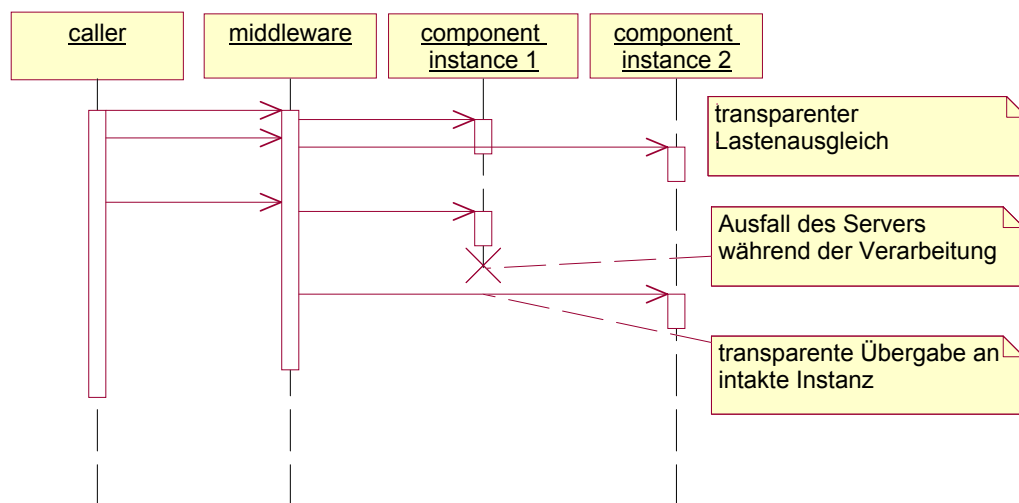 caller
middleware
component
instance 1
component
instance 2
transparenter
Lastenausgleich
Ausfall des Servers
während der Verarbeitung
transparente Übergabe an
intakte Instanz